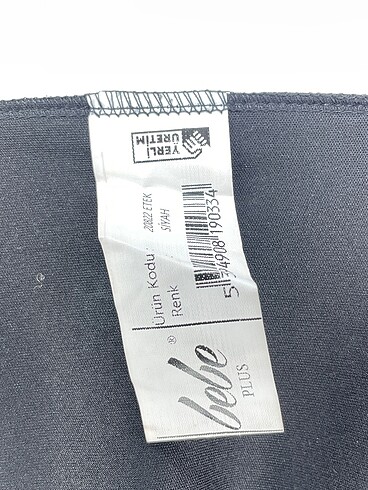 bebe®
PLUS
Ürün Kodu: 20822 ETEK
Renk SİYAH
YERLİ
ÜRETİM